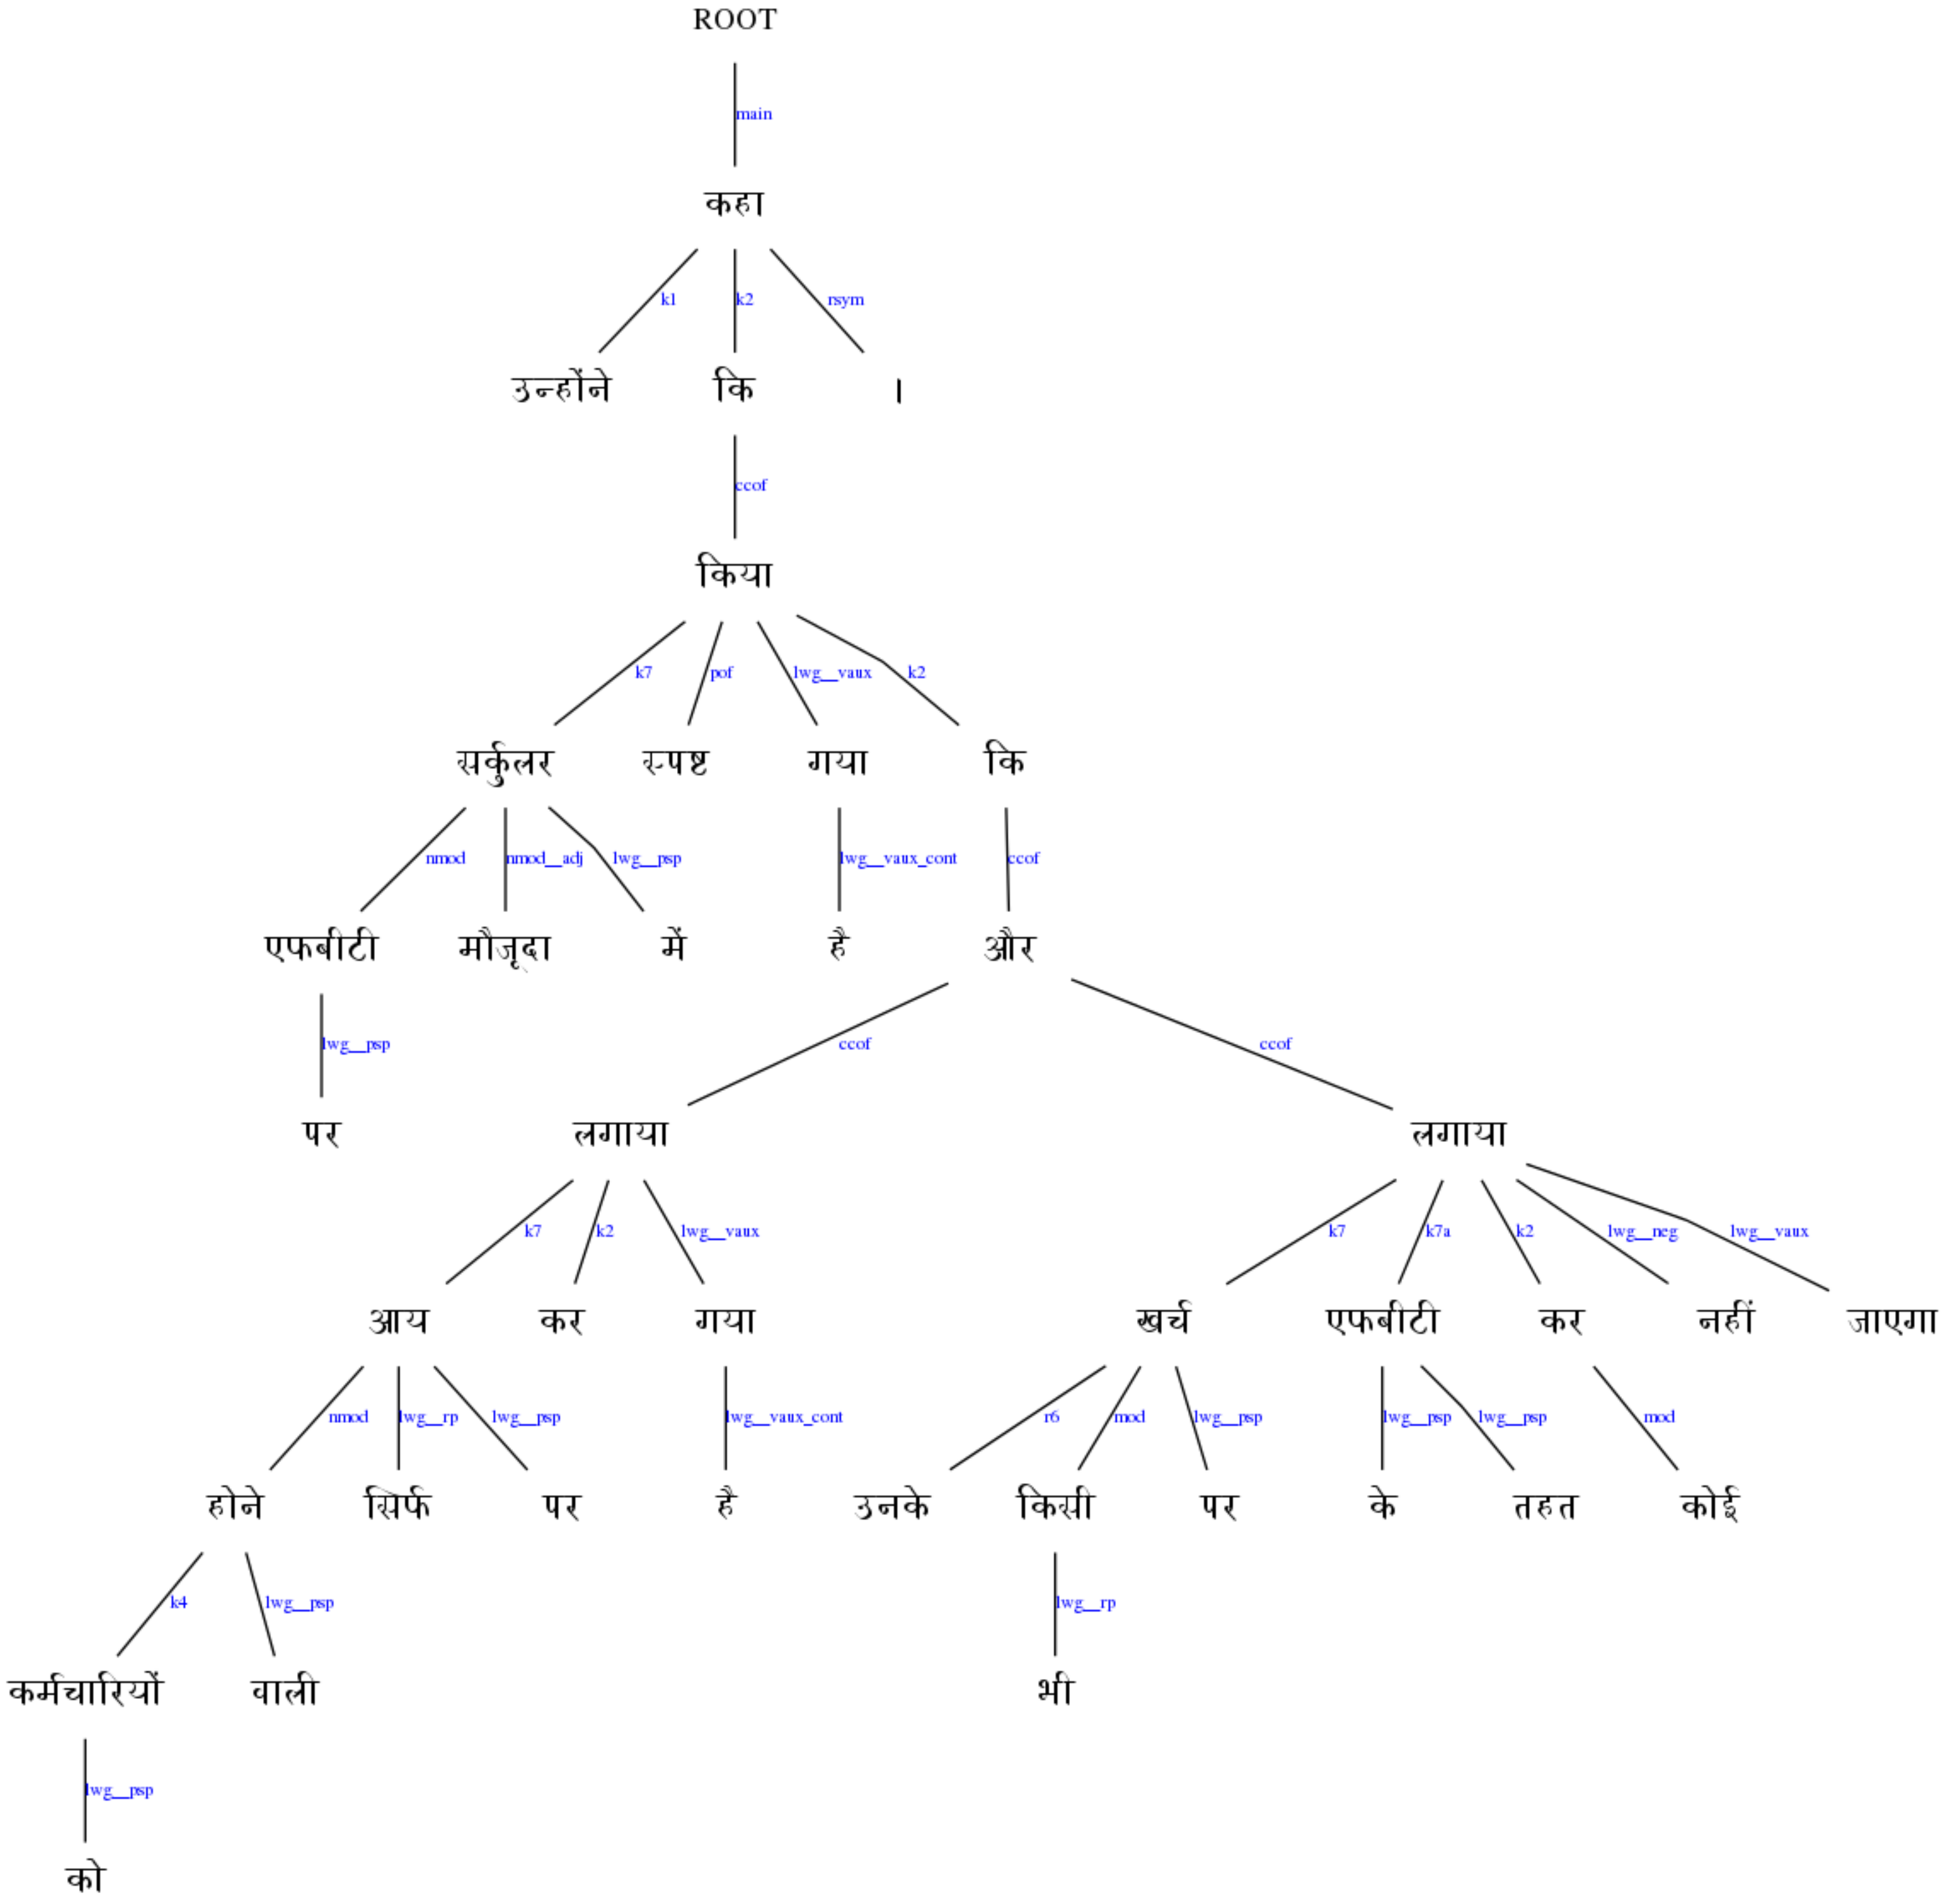 ROOT
main
कहा
k1 k2 rsym
उन्होंने कि ।
ccof
किया
k7 pof lwg__vaux k2
सर्कुलर स्पष्ट गया कि
nmod nmod__adj lwg__psp lwg__vaux_cont ccof
एफबीटी मौजूदा में है और
lwg__psp ccof ccof
पर लगाया लगाया
k7 k2 lwg__vaux k7 k7a k2 lwg__neg lwg__vaux
आय कर गया खर्च एफबीटी कर नहीं जाएगा
nmod lwg__rp lwg__psp lwg__vaux_cont r6 mod lwg__psp lwg__psp lwg__psp mod
होने सिर्फ पर है उनके किसी पर के तहत कोई
k4 lwg__psp lwg__rp
कर्मचारियों वाली भी
lwg__psp
को